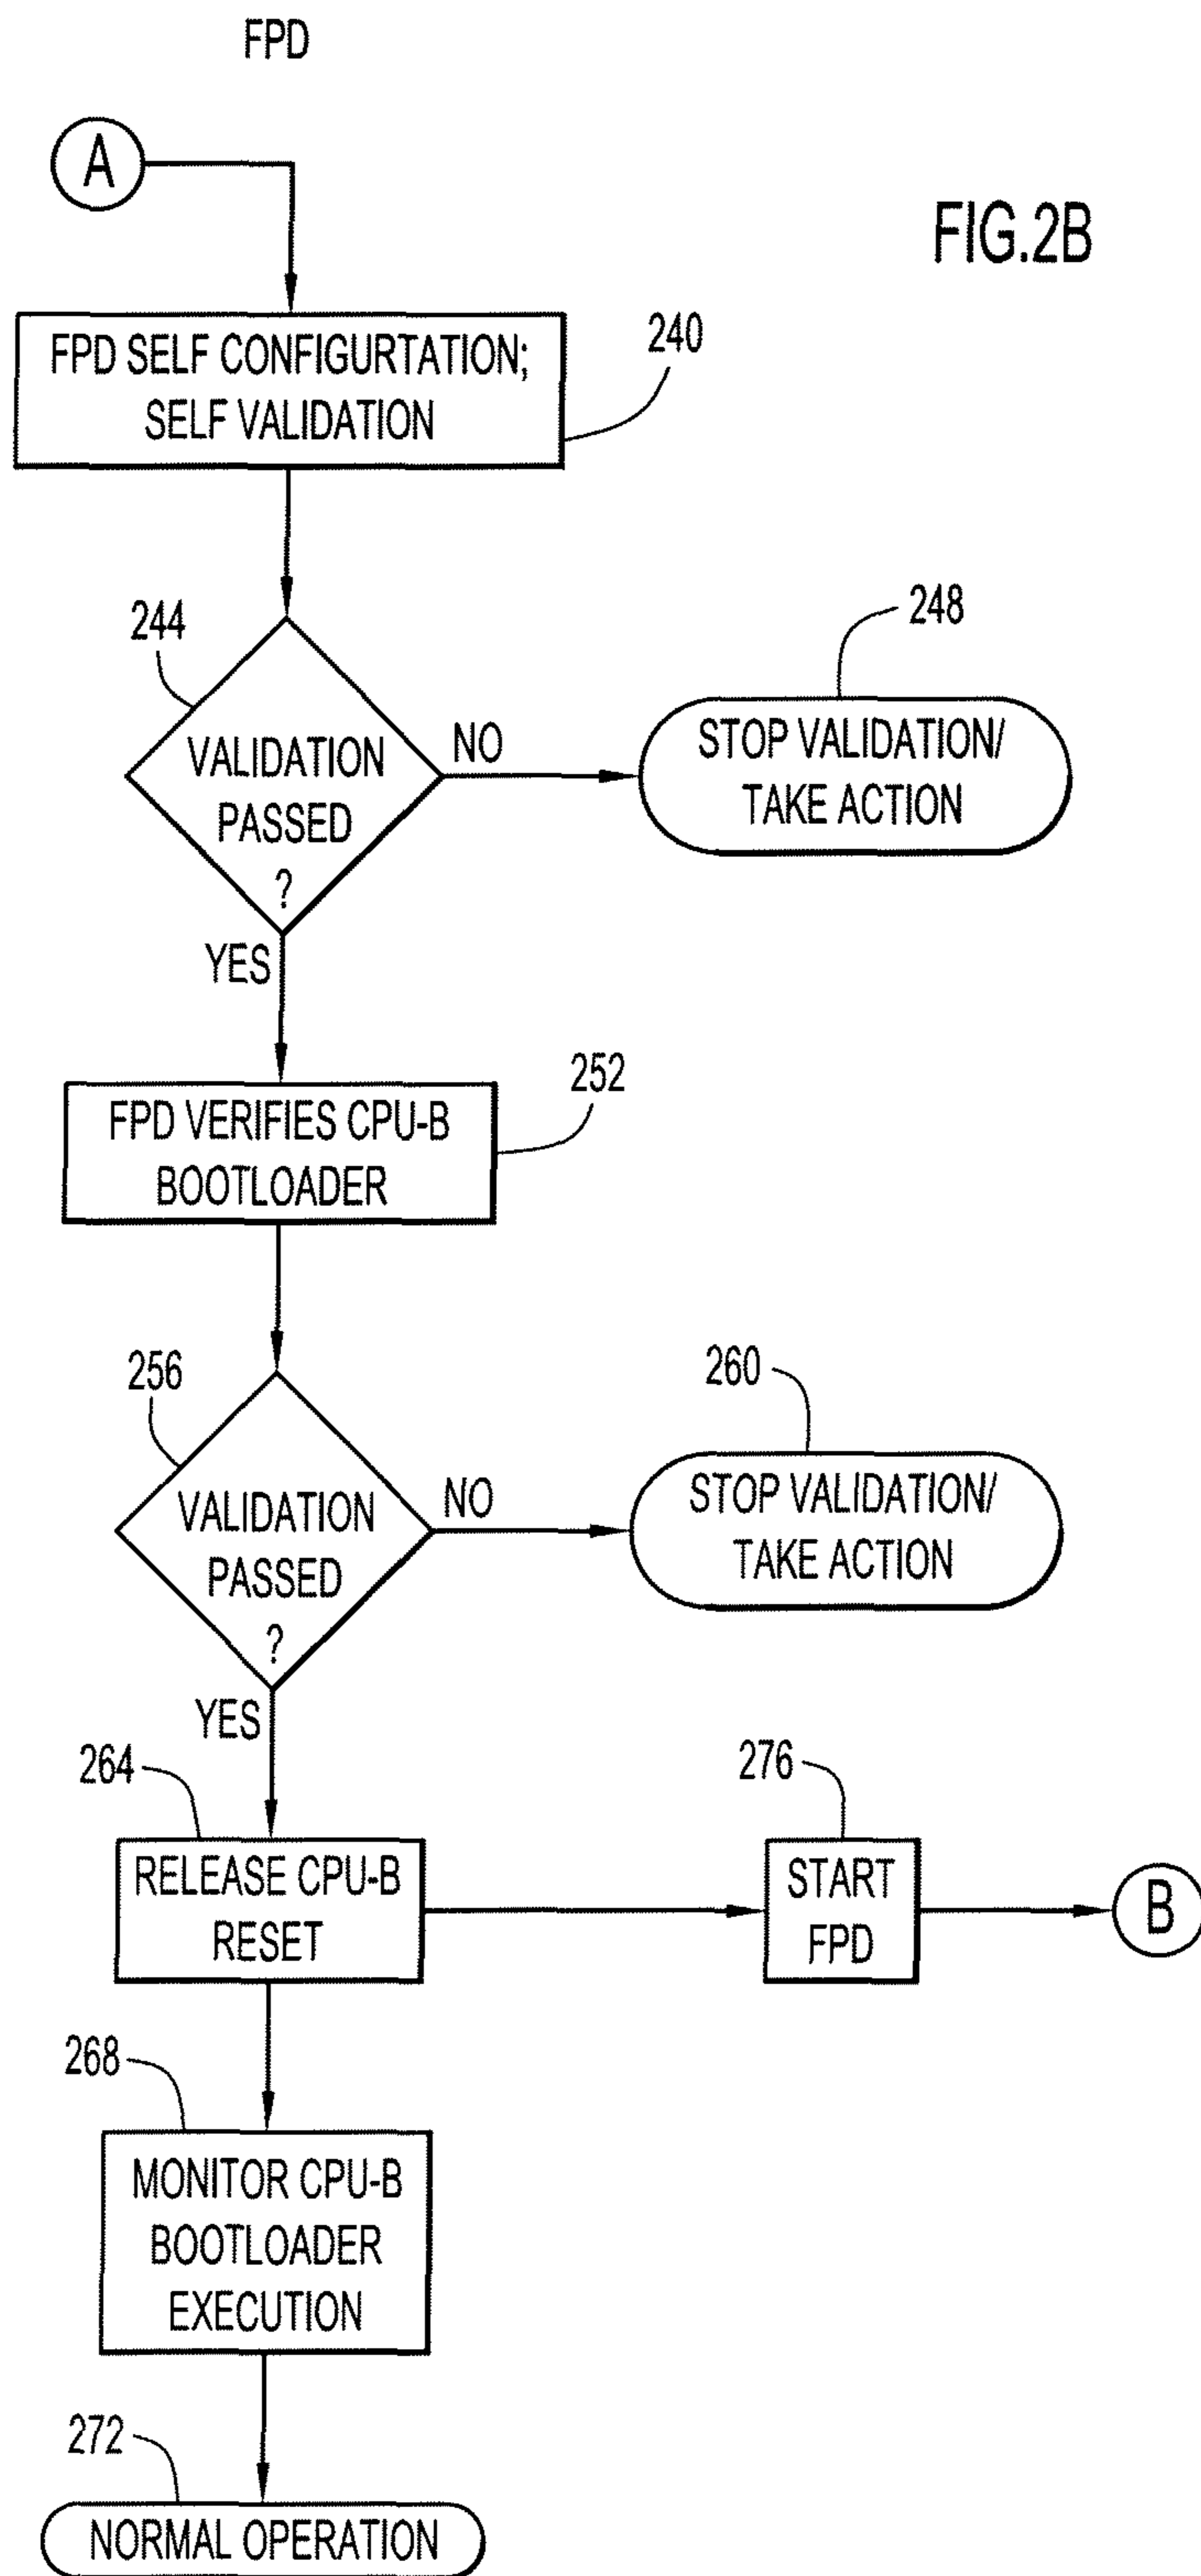 FPD
A
FIG.2B
FPD SELF CONFIGURTATION;
SELF VALIDATION
240
244
VALIDATION
PASSED
?
NO
248
STOP VALIDATION/
TAKE ACTION
YES
252
FPD VERIFIES CPU-B
BOOTLOADER
256
VALIDATION
PASSED
?
NO
260
STOP VALIDATION/
TAKE ACTION
YES
264
RELEASE CPU-B
RESET
276
START
FPD
B
268
MONITOR CPU-B
BOOTLOADER
EXECUTION
272
NORMAL OPERATION